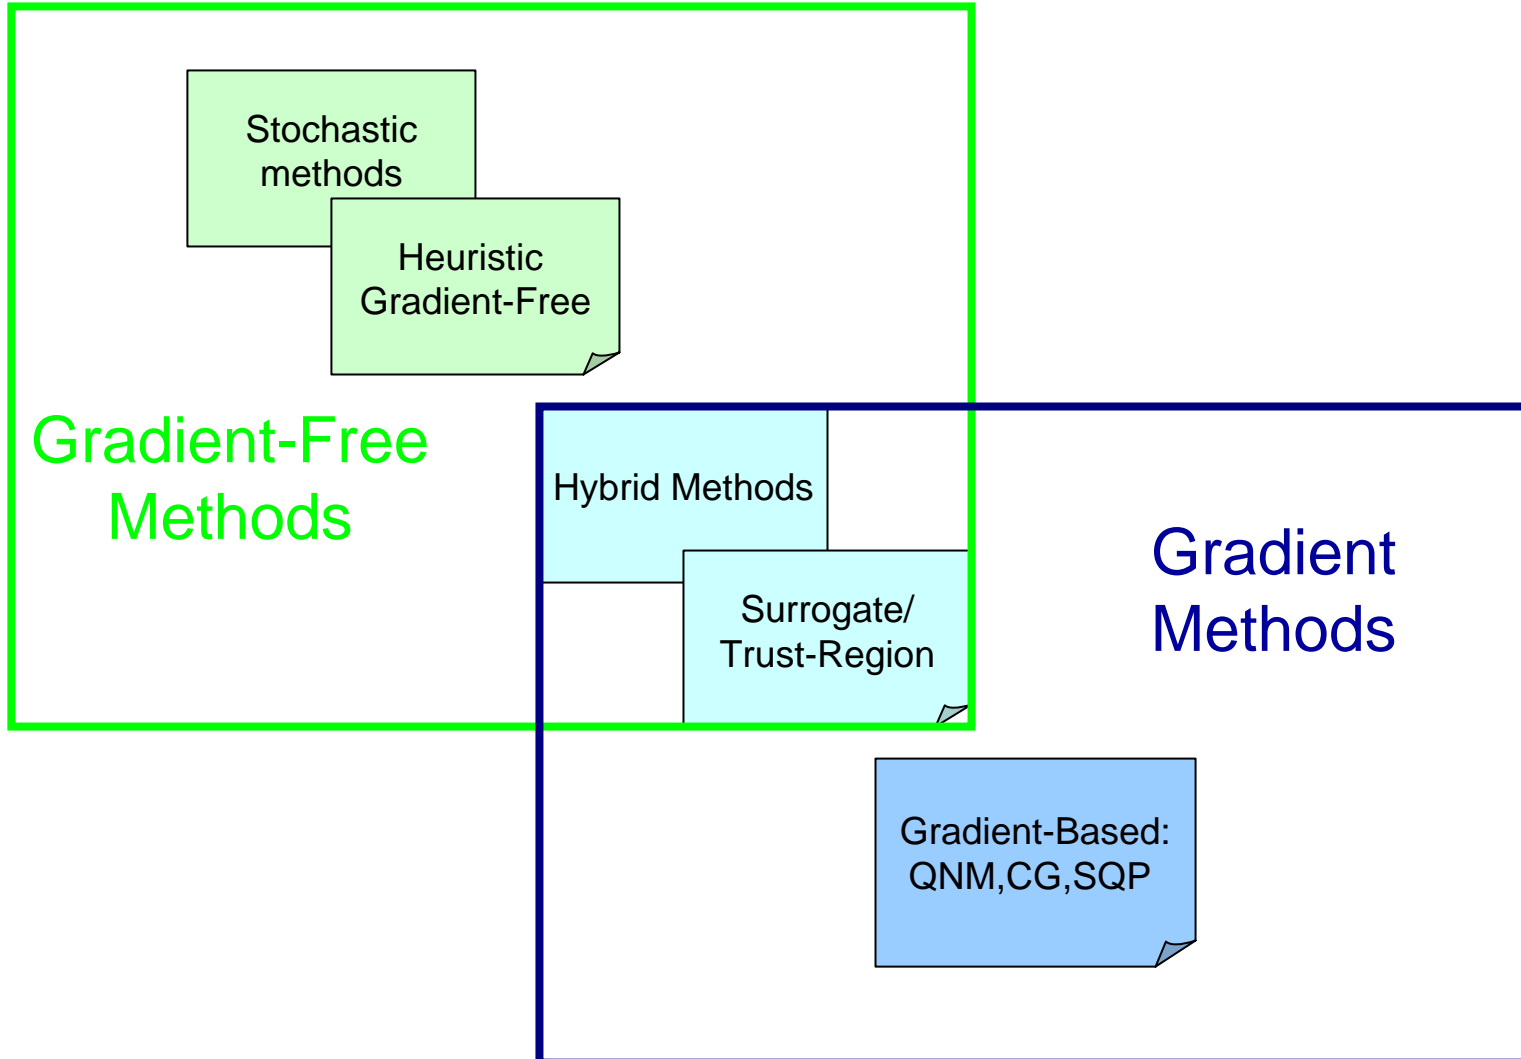 Stochastic
methods
Heuristic
Gradient-Free
Gradient-Free
Methods
Hybrid Methods
Surrogate/
Trust-Region
Gradient
Methods
Gradient-Based:
QNM,CG,SQP